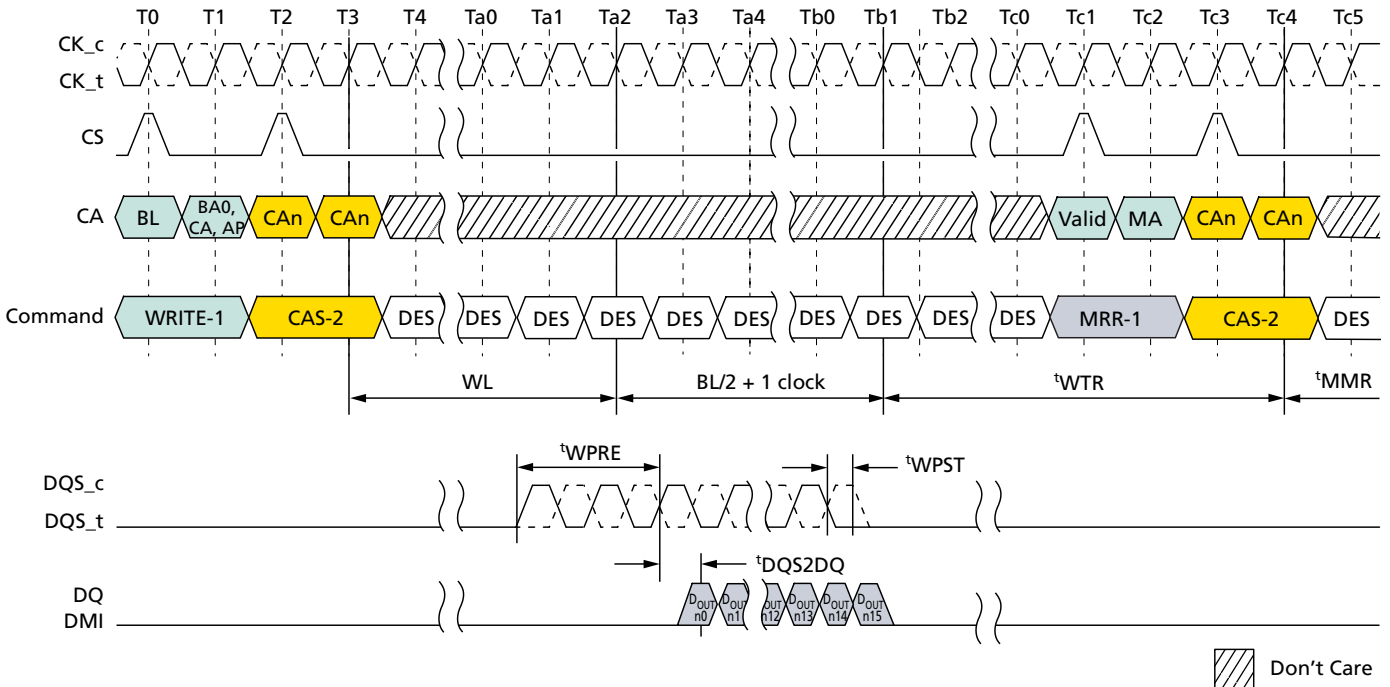 T0 T1 T2 T3 T4 Ta0 Ta1 Ta2 Ta3 Ta4 Tb0 Tb1 Tb2 Tc0 Tc1 Tc2 Tc3 Tc4 Tc5
CK_c
CK_t
CS
CA BL BA0, CA, AP CAn CAn Valid MA CAn CAn
Command WRITE-1 CAS-2 DES DES DES DES DES DES DES DES DES DES MRR-1 CAS-2 DES
WL BL/2 + 1 clock tWTR tMMR
tWPRE tWPST
DQS_c
DQS_t
tDQS2DQ
DQ
DMI
DOUT n0 DOUT n1 DOUT n12 DOUT n13 DOUT n14 DOUT n15
Don't Care